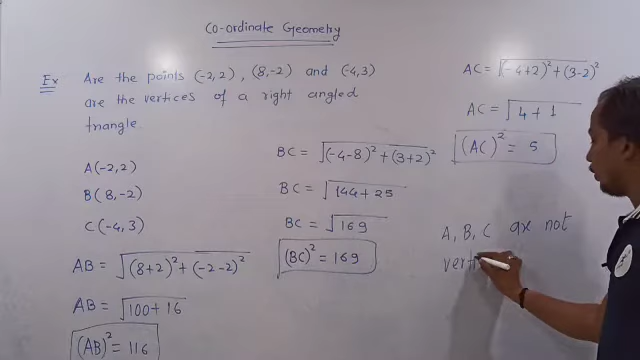 Co-ordinate Geometry
Ex Are the points (-2,2), (8,-2) and (-4,3)
are the vertices of a right angled
triangle.
A(-2,2)
B(8,-2)
C(-4,3)
AB = √(8+2)²+(-2-2)²
AB = √100+16
(AB)² = 116
BC = √(-4-8)²+(3+2)²
BC = √144+25
BC = √169
(BC)² = 169
AC = √(-4+2)²+(3-2)²
AC = √4+1
(AC)² = 5
A, B, C are not
verti